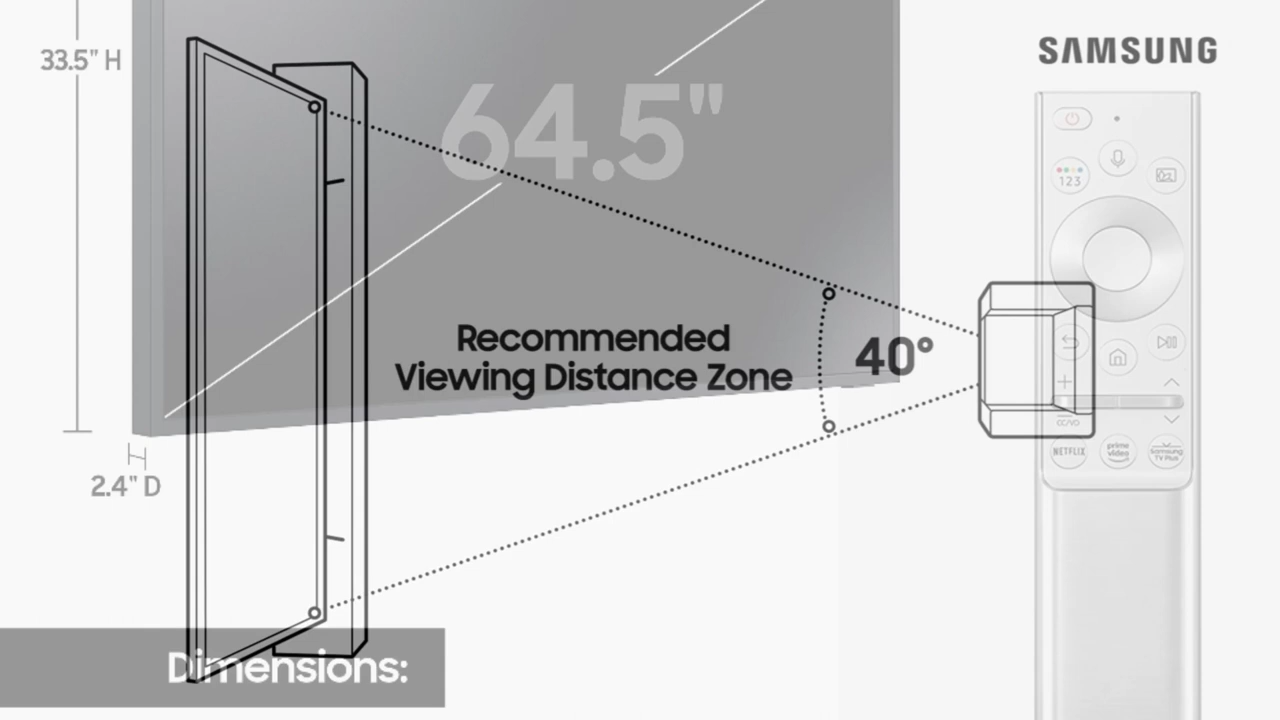 33.5" H
SAMSUNG
64.5"
123
Recommended
Viewing Distance Zone
40°
CC/VD
NETFLIX
prime
video
Samsung
TV Plus
2.4" D
Dimensions: